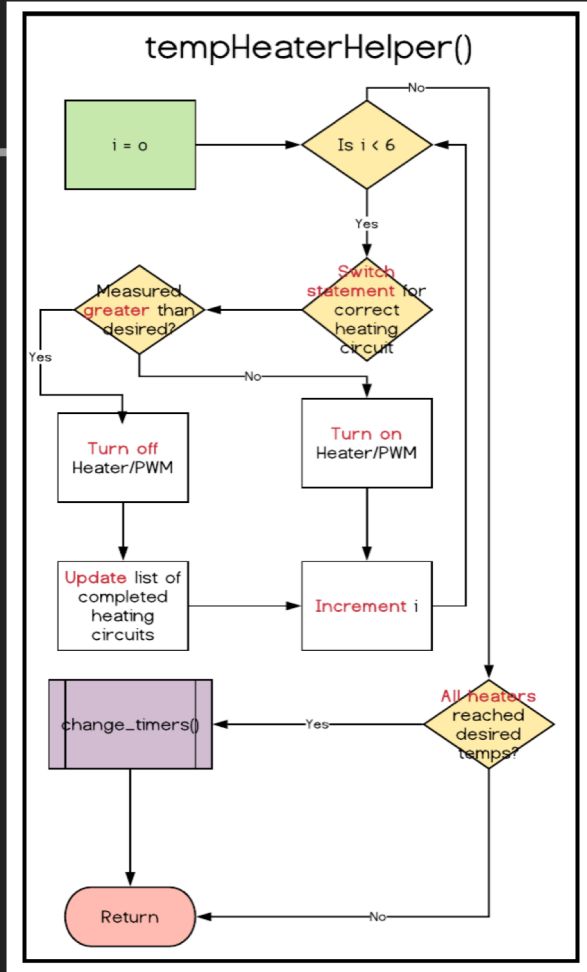 tempHeaterHelper()
No
i = 0
Is i < 6
Yes
Switch
statement for
correct
heating
circuit
Measured
greater than
desired?
Yes
No
Turn off
Heater/PWM
Turn on
Heater/PWM
Update list of
completed
heating
circuits
Increment i
All heaters
reached
desired
temps?
Yes
change_timers()
Return
No